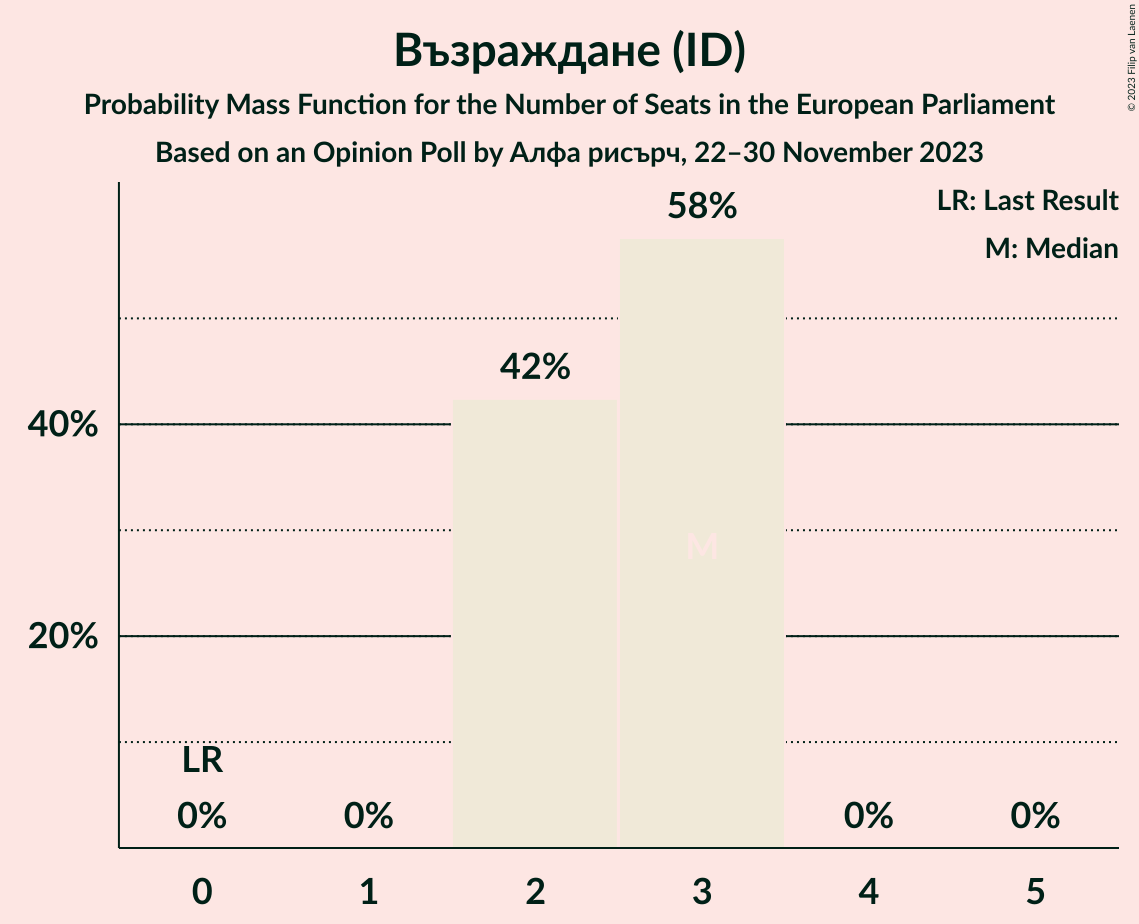 Възраждане (ID)
Probability Mass Function for the Number of Seats in the European Parliament
Based on an Opinion Poll by Алфа рисърч, 22–30 November 2023
© 2023 Filip van Laenen
LR: Last Result
M: Median
58%
42%
40%
M
20%
LR
0% 0% 0% 0%
0 1 2 3 4 5